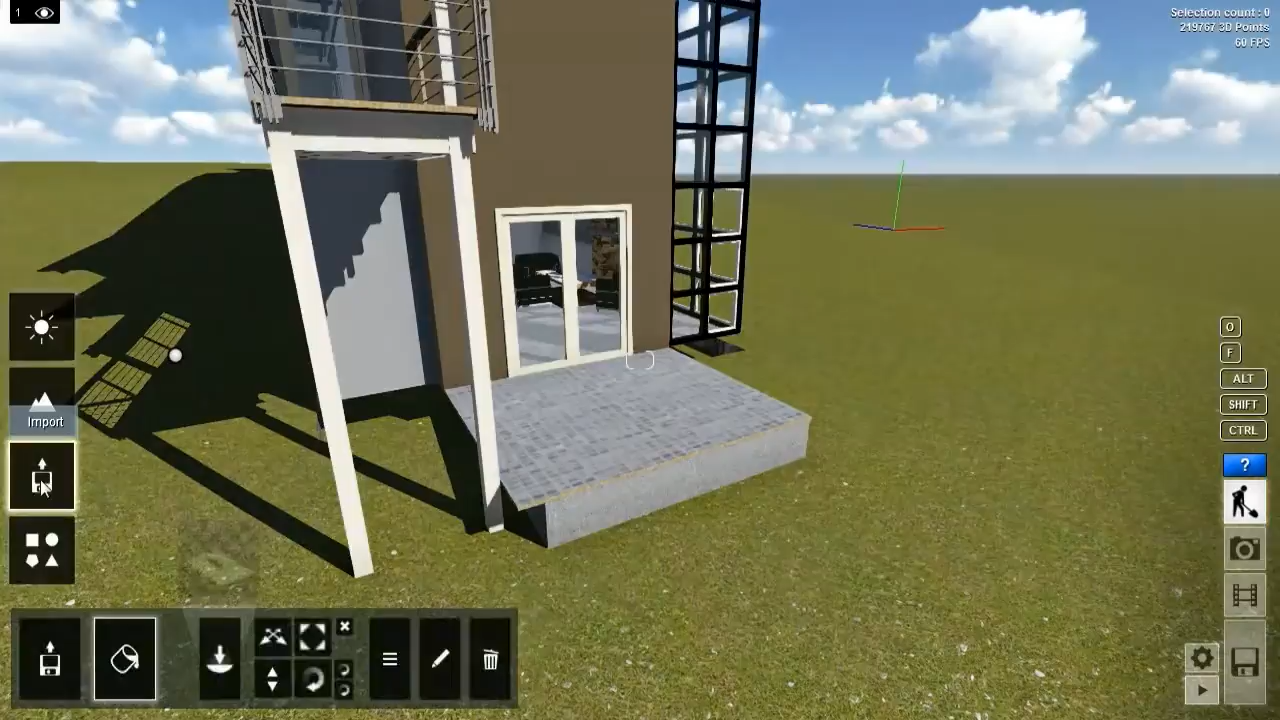 1
Selection count : 0
219767 3D Points
60 FPS
Import
O
F
ALT
SHIFT
CTRL
?